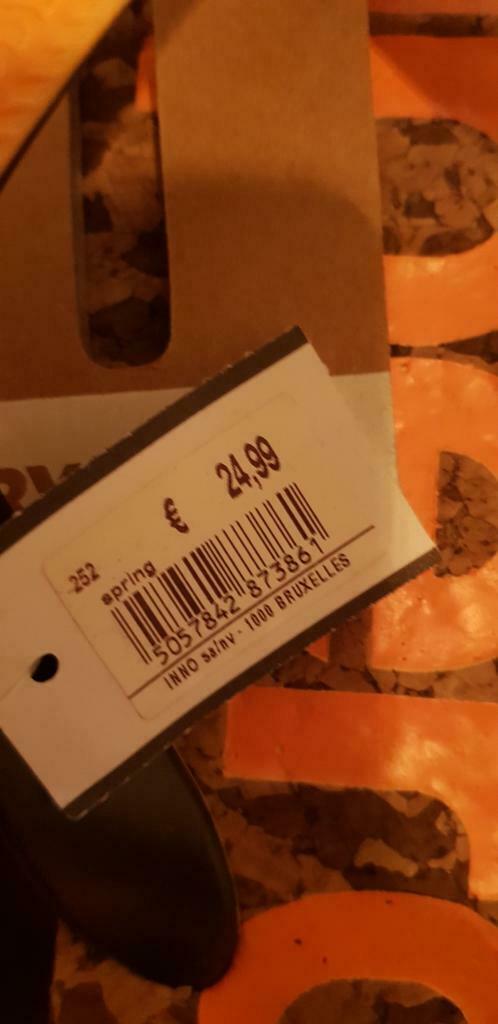 € 24,99
252 spring
5057842 873861
INNO sa/nv - 1000 BRUXELLES